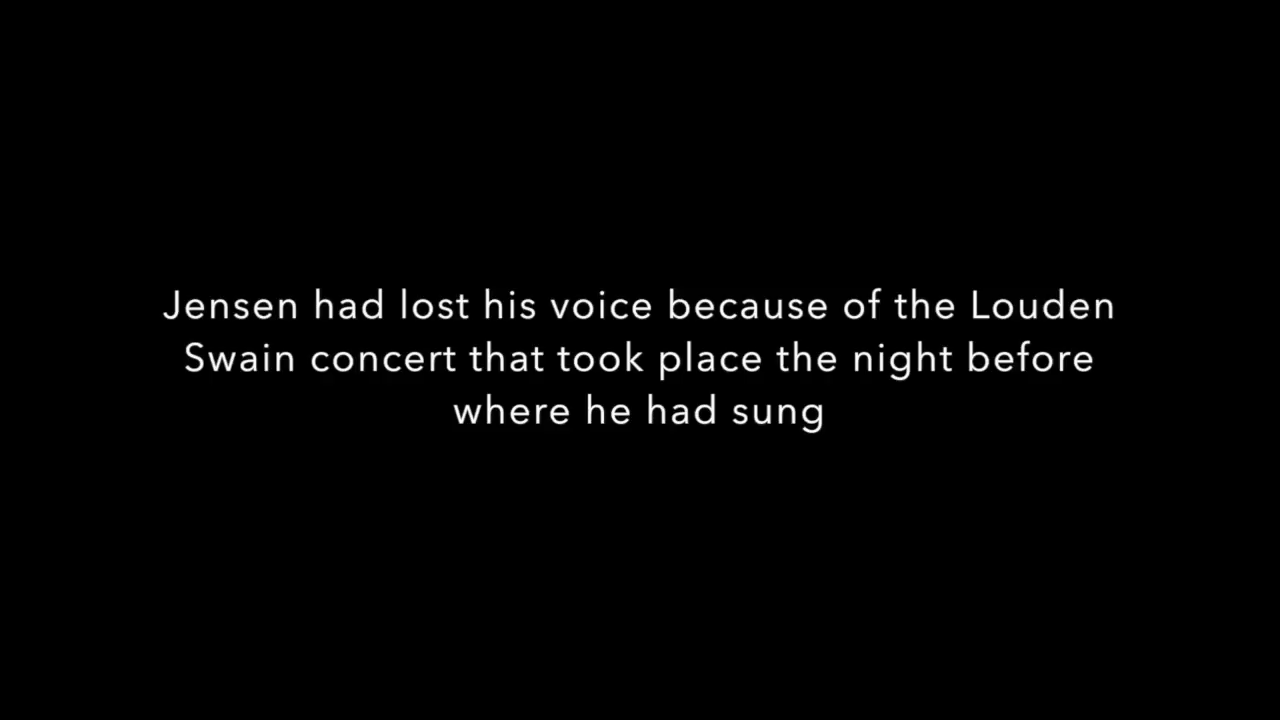 Jensen had lost his voice because of the Louden
Swain concert that took place the night before
where he had sung